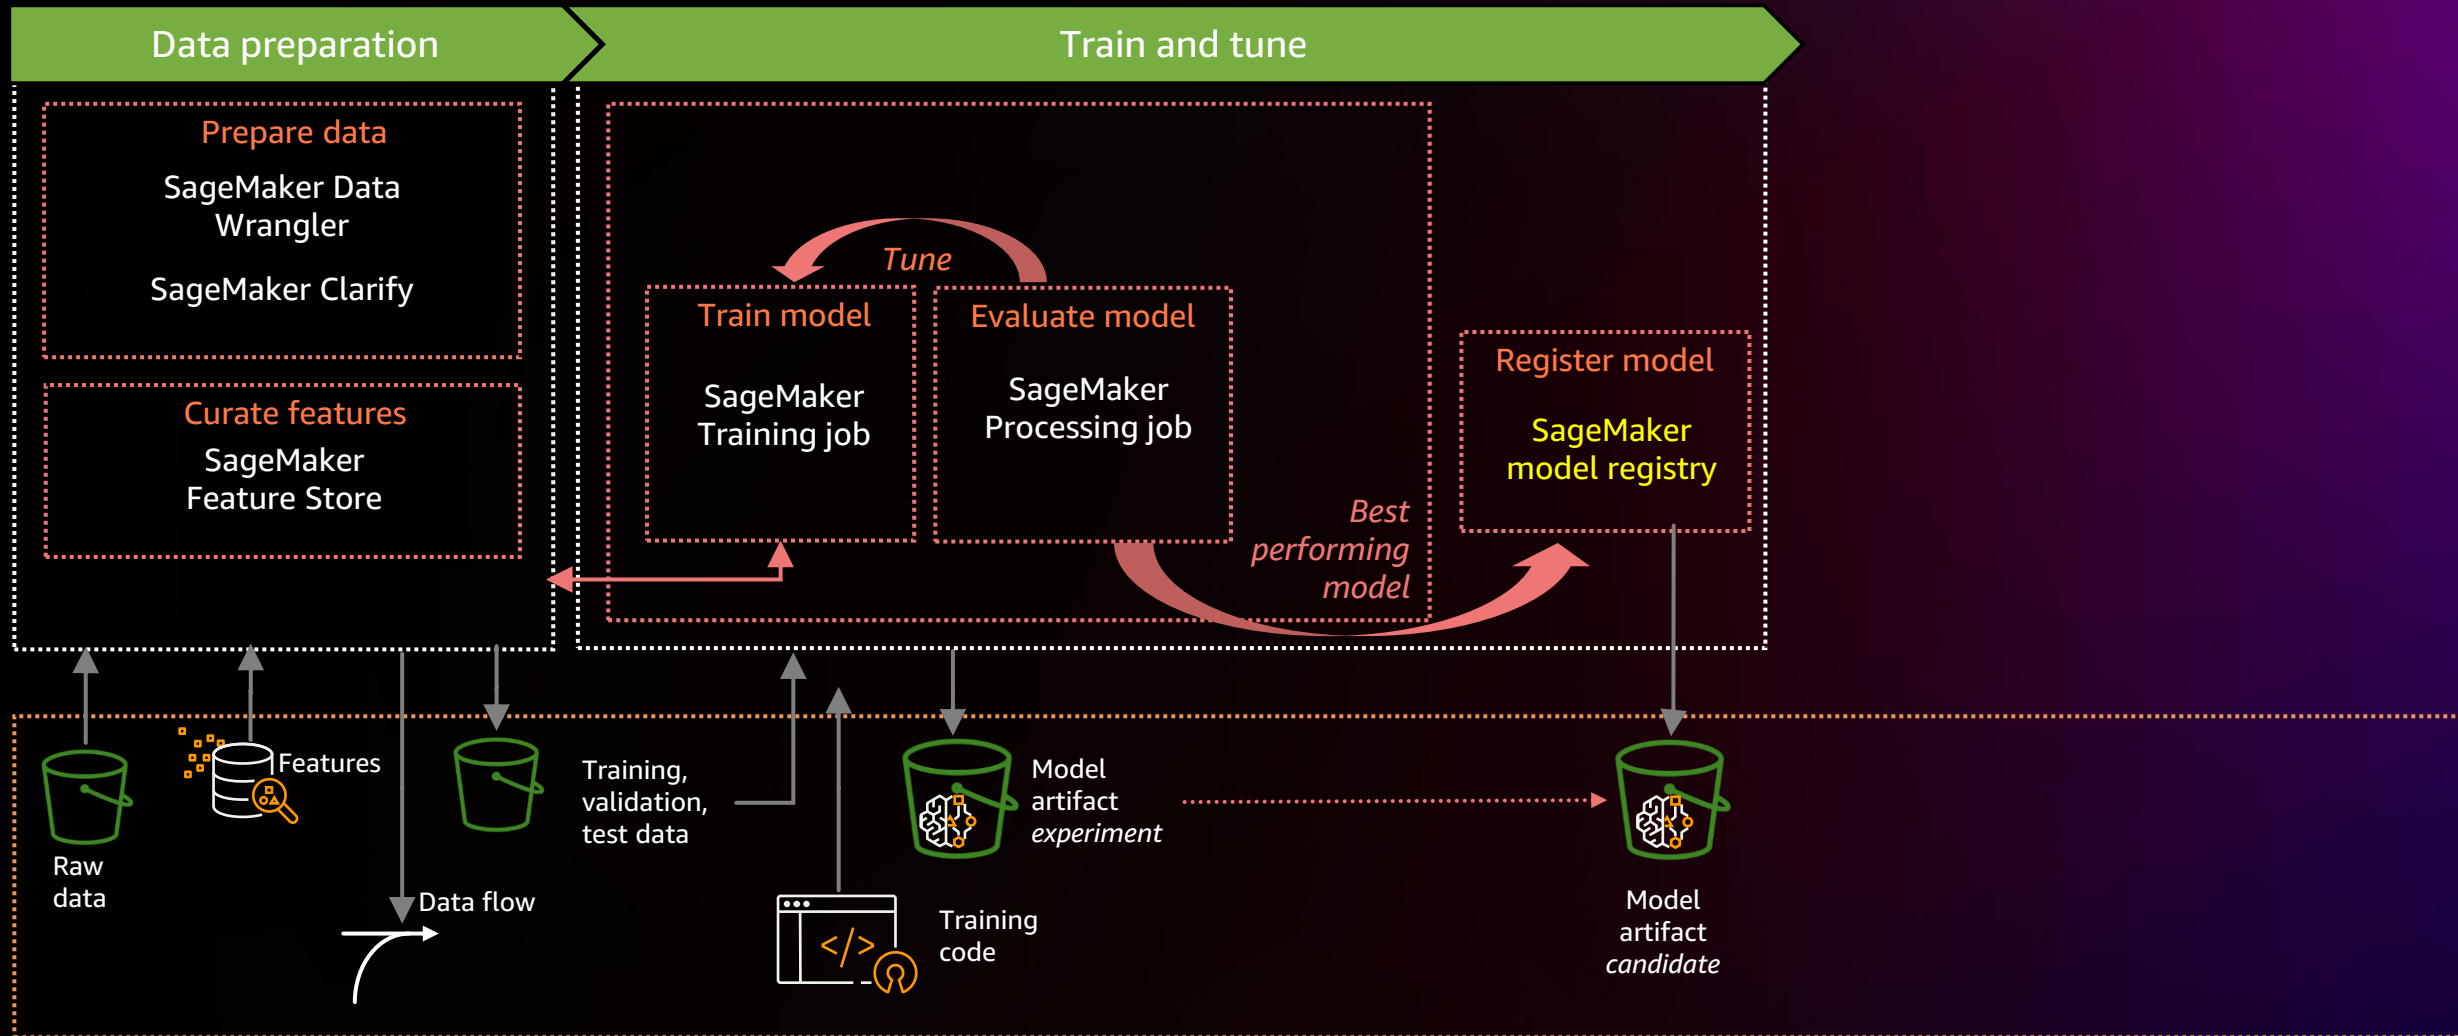 Data preparation
Train and tune
Prepare data
SageMaker Data
Wrangler
SageMaker Clarify
Curate features
SageMaker
Feature Store
Tune
Train model
SageMaker
Training job
Evaluate model
SageMaker
Processing job
Best
performing
model
Register model
SageMaker
model registry
Raw
data
Features
Data flow
Training,
validation,
test data
</>
Training
code
Model
artifact
experiment
Model
artifact
candidate